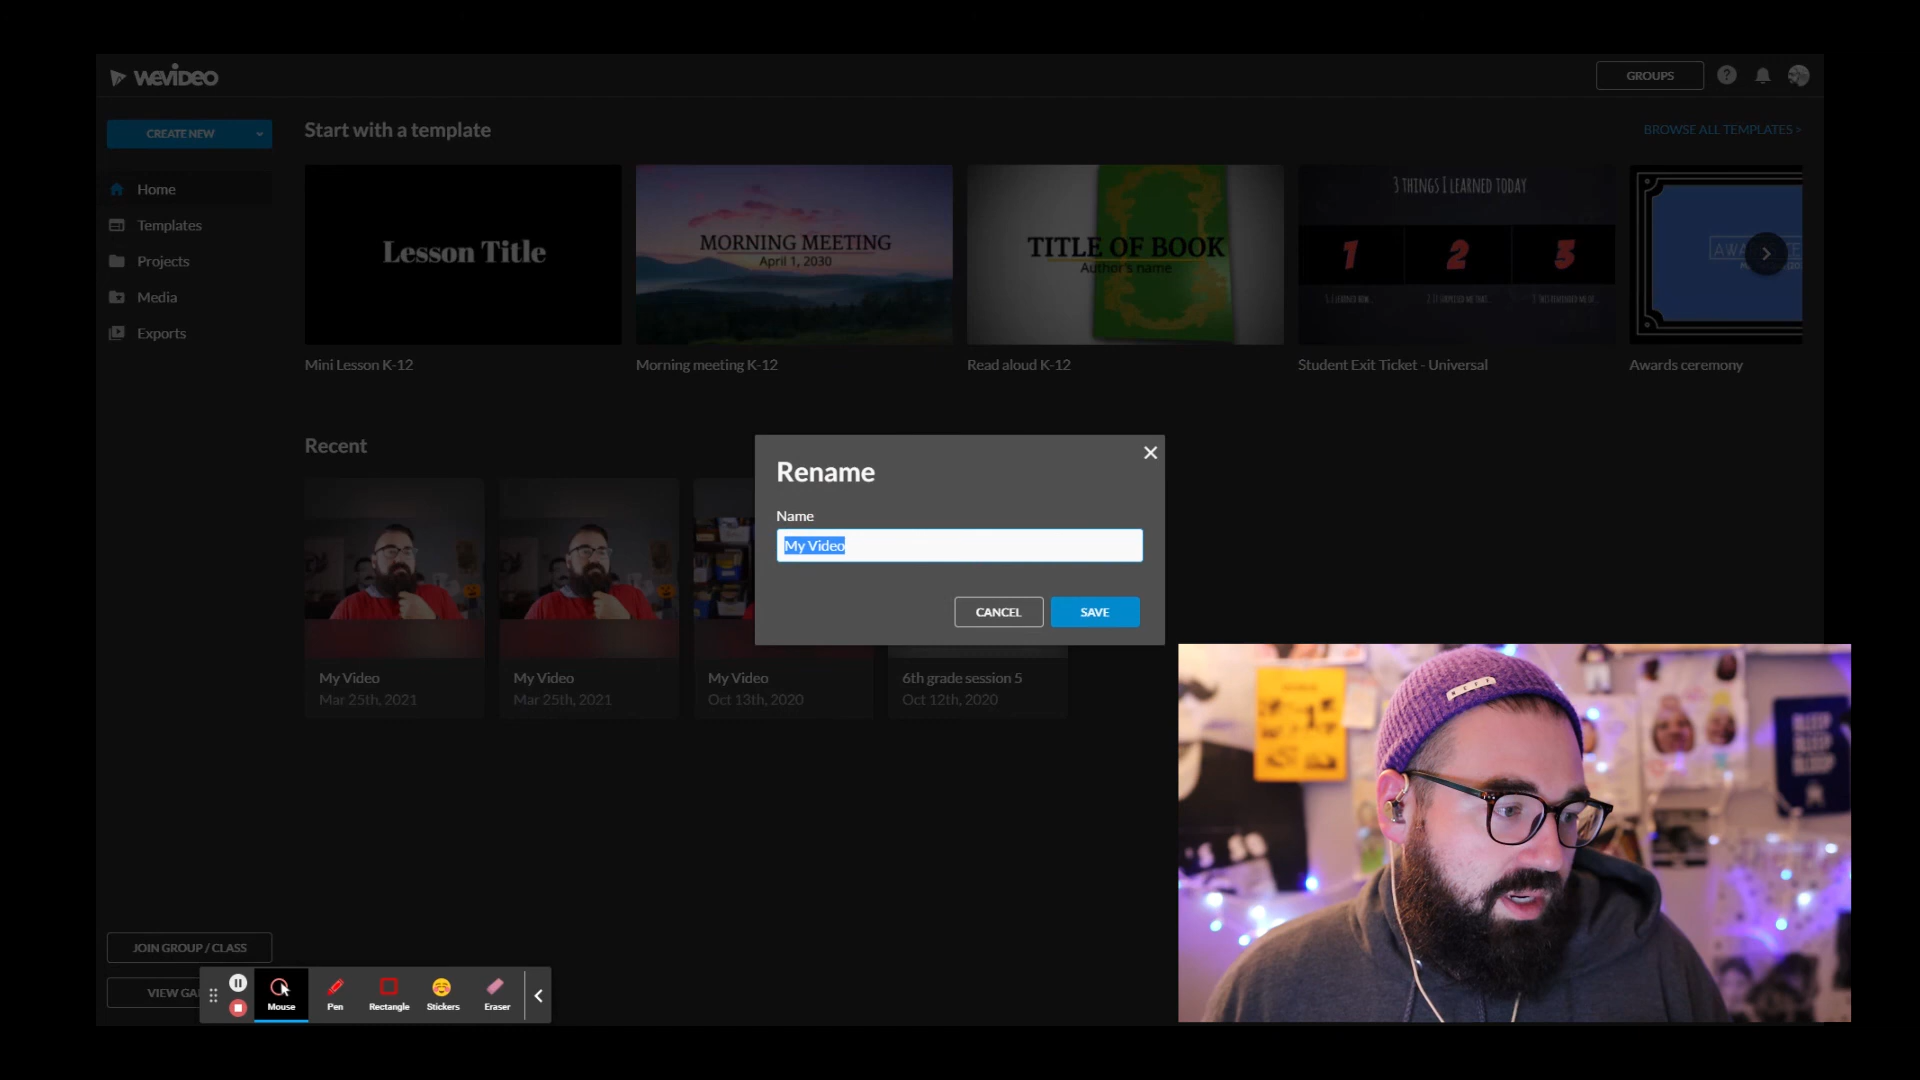 WEVIDEO
GROUPS
?
CREATE NEW
Start with a template
BROWSE ALL TEMPLATES >
Home
Templates
Projects
Media
Exports
Lesson Title
MORNING MEETING
April 1, 2030
TITLE OF BOOK
Author's name
3 THINGS I LEARNED TODAY
1 2 3
Mini Lesson K-12
Morning meeting K-12
Read aloud K-12
Student Exit Ticket - Universal
Awards ceremony
Recent
Rename
Name
My Video
CANCEL
SAVE
My Video
Mar 25th, 2021
My Video
Mar 25th, 2021
My Video
Oct 13th, 2020
6th grade session 5
Oct 12th, 2020
NEFF
JOIN GROUP / CLASS
VIEW GA
Mouse
Pen
Rectangle
Stickers
Eraser